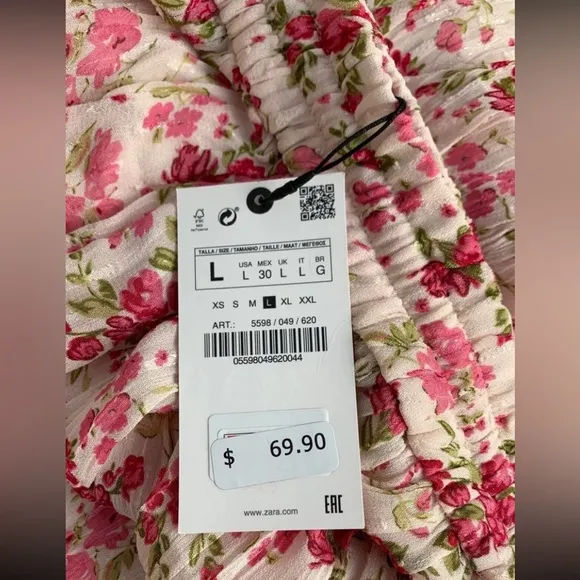 TALLA / SIZE / TAMANHO / TAILLE / MAAT / ΜΕΓΕΘΟΣ
L USA L MEX 30 UK L IT L BR G
XS S M L XL XXL
ART.: 5598 / 049 / 620
05598049620044
$ 69.90
www.zara.com
EAC